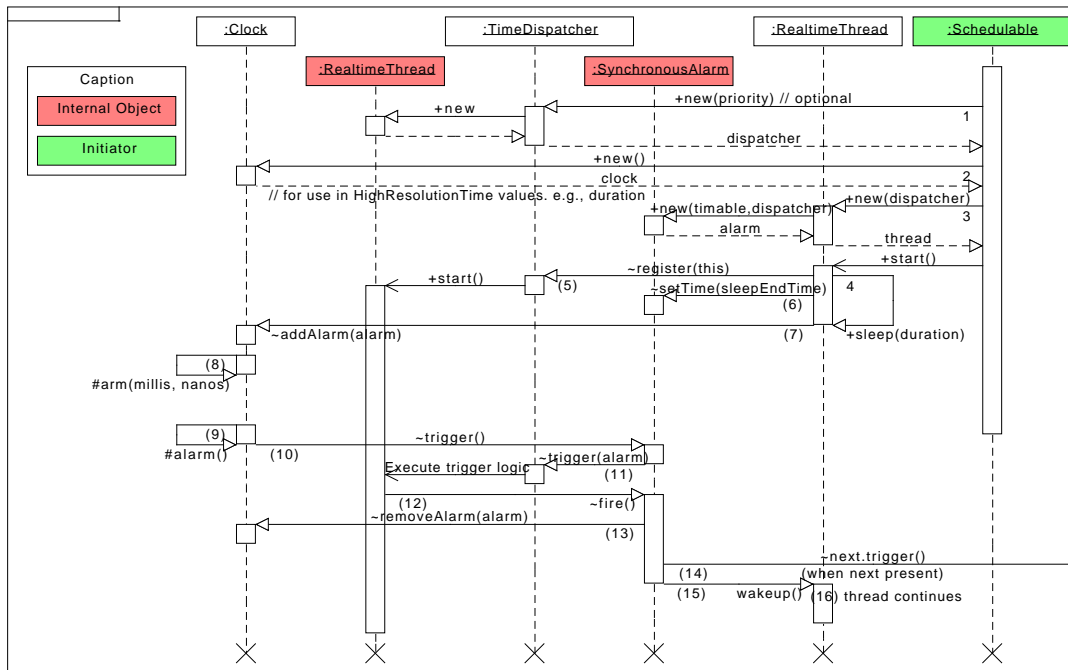 :Clock
:TimeDispatcher
:RealtimeThread
:Schedulable
:RealtimeThread
:SynchronousAlarm
Caption
Internal Object
Initiator
+new
+new(priority) // optional
1
dispatcher
+new()
clock
2
// for use in HighResolutionTime values. e.g., duration
+new(dispatcher)
+new(timable,dispatcher)
3
alarm
thread
+start()
~register(this)
+start()
(5)
4
~setTime(sleepEndTime)
(6)
~addAlarm(alarm)
(7)
+sleep(duration)
(8)
#arm(millis, nanos)
(9)
~trigger()
#alarm()
(10)
~trigger(alarm)
Execute trigger logic
(11)
(12)
~fire()
~removeAlarm(alarm)
(13)
~next.trigger()
(14)
(when next present)
(15)
wakeup()
(16) thread continues